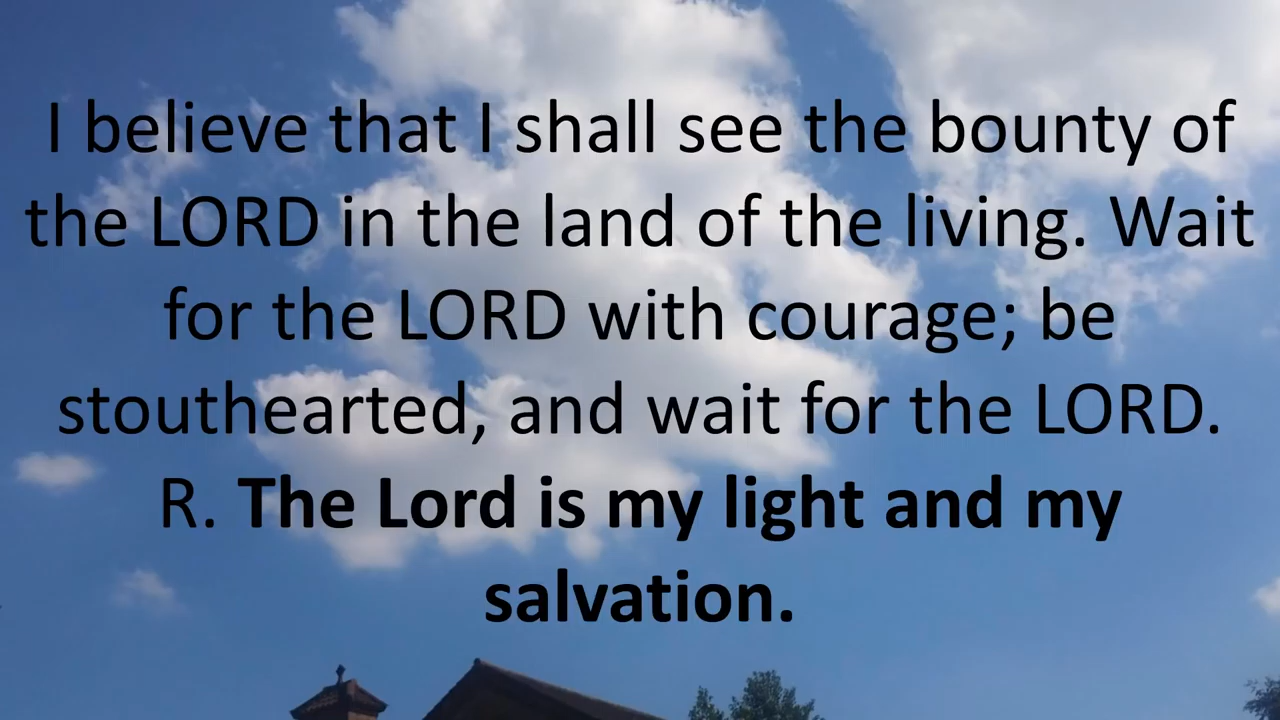 I believe that I shall see the bounty of
the LORD in the land of the living. Wait
for the LORD with courage; be
stouthearted, and wait for the LORD.
R. The Lord is my light and my
salvation.